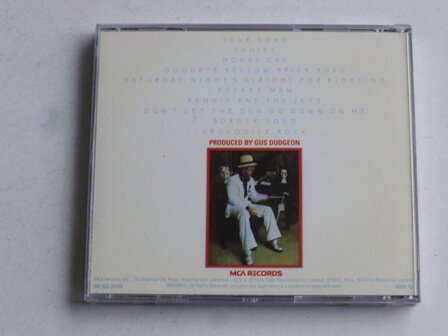 YOUR SONG
DANIEL
HONKY CAT
GOODBYE YELLOW BRICK ROAD
SATURDAY NIGHT'S ALRIGHT FOR FIGHTING
ROCKET MAN
BENNIE AND THE JETS
DON'T LET THE SUN GO DOWN ON ME
BORDER SONG
CROCODILE ROCK
PRODUCED BY GUS DUDGEON
MCA RECORDS